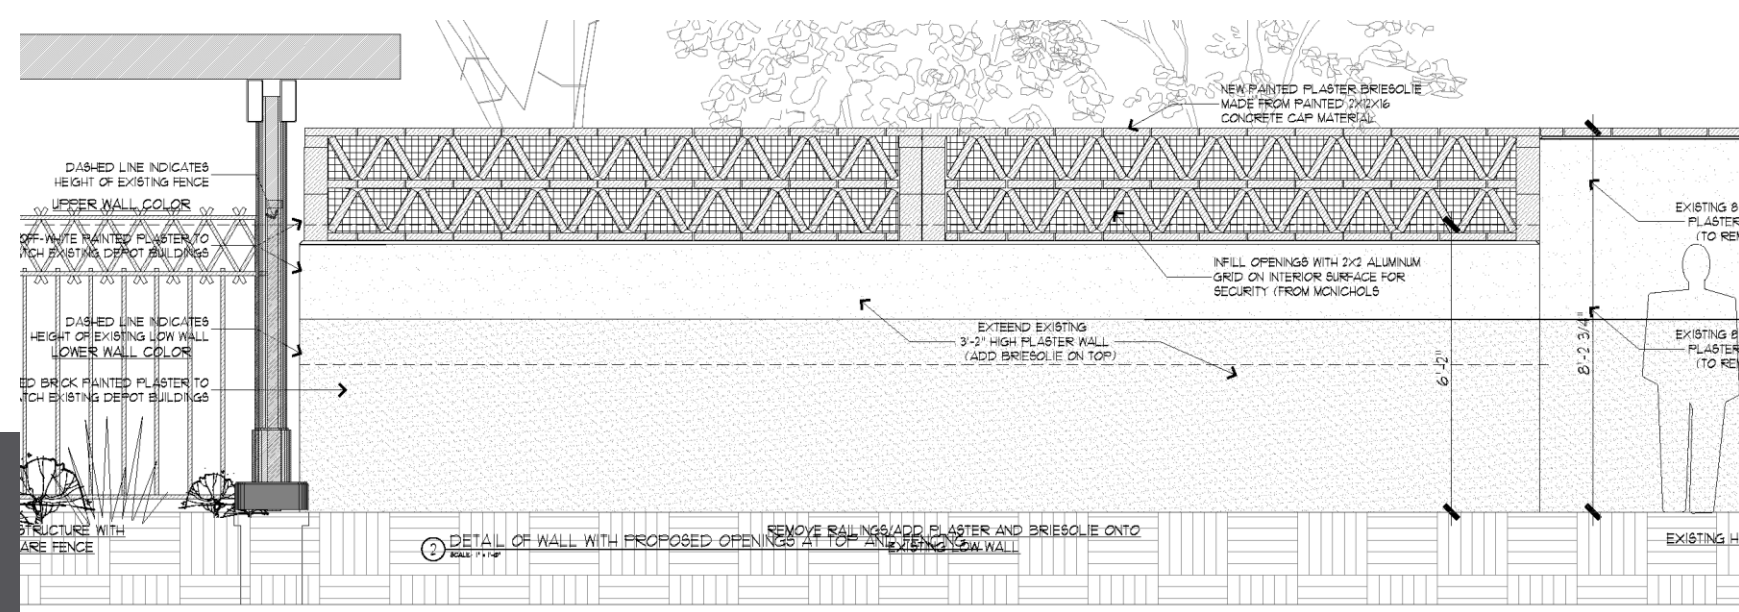 NEW PAINTED PLASTER BRIESOLIE
MADE FROM PAINTED 2X12X16
CONCRETE CAP MATERIAL
DASHED LINE INDICATES
HEIGHT OF EXISTING FENCE
UPPER WALL COLOR
OFF-WHITE PAINTED PLASTER TO
TCH EXISTING DEPOT BUILDINGS
EXISTING 8
PLASTER
(TO REM
INFILL OPENINGS WITH 2X2 ALUMINUM
GRID ON INTERIOR SURFACE FOR
SECURITY (FROM MCNICHOLS
DASHED LINE INDICATES
HEIGHT OF EXISTING LOW WALL
LOWER WALL COLOR
ED BRICK PAINTED PLASTER TO
TCH EXISTING DEPOT BUILDINGS
EXTEEND EXISTING
3'-2" HIGH PLASTER WALL
(ADD BRIESOLIE ON TOP)
6'-2"
8'-2 3/4"
EXISTING 8
PLASTER
(TO REM
STRUCTURE WITH
ARE FENCE
2 DETAIL OF WALL WITH PROPOSED OPENINGS AT TOP AND FENCING
REMOVE RAILINGS/ADD PLASTER AND BRIESOLIE ONTO
EXISTING LOW WALL
EXISTING H